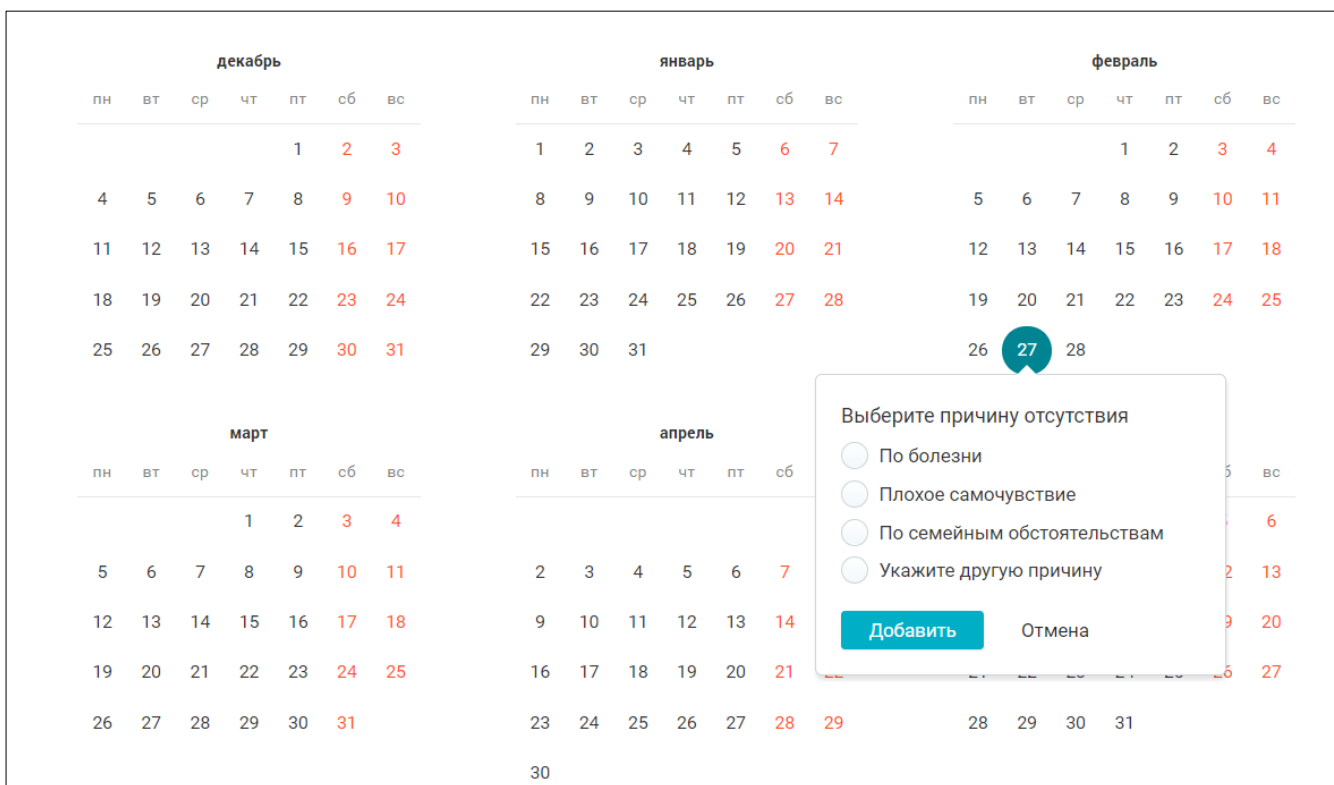 декабрь январь февраль
пн вт ср чт пт сб вс пн вт ср чт пт сб вс пн вт ср чт пт сб вс
1 2 3 1 2 3 4 5 6 7 1 2 3 4
4 5 6 7 8 9 10 8 9 10 11 12 13 14 5 6 7 8 9 10 11
11 12 13 14 15 16 17 15 16 17 18 19 20 21 12 13 14 15 16 17 18
18 19 20 21 22 23 24 22 23 24 25 26 27 28 19 20 21 22 23 24 25
25 26 27 28 29 30 31 29 30 31 26 27 28
март апрель
пн вт ср чт пт сб вс пн вт ср чт пт сб вс
1 2 3 4 6
5 6 7 8 9 10 11 2 3 4 5 6 7 13
12 13 14 15 16 17 18 9 10 11 12 13 14 20
19 20 21 22 23 24 25 16 17 18 19 20 21 27
26 27 28 29 30 31 23 24 25 26 27 28 29 28 29 30 31
30
Выберите причину отсутствия
По болезни
Плохое самочувствие
По семейным обстоятельствам
Укажите другую причину
Добавить Отмена